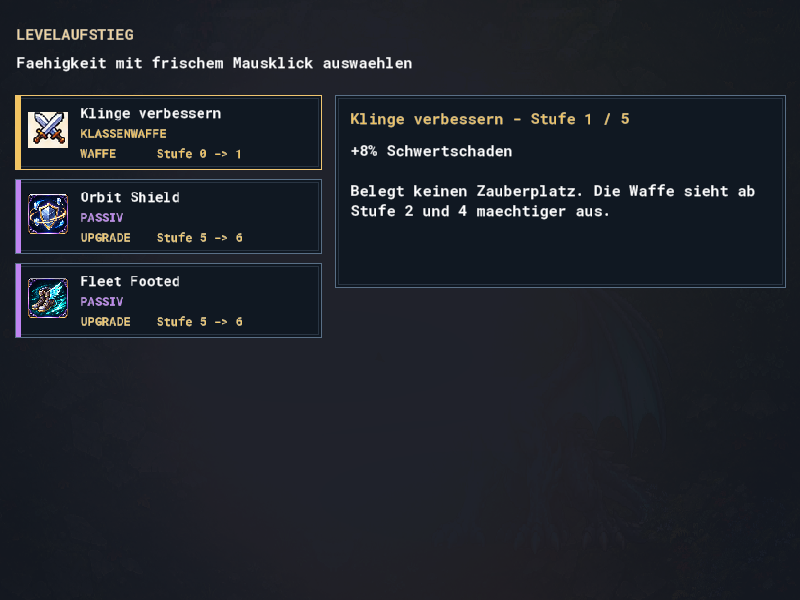 LEVELAUFSTIEG
Faehigkeit mit frischem Mausklick auswaehlen
Klinge verbessern
KLASSENWAFFE
WAFFE Stufe 0 -> 1
Orbit Shield
PASSIV
UPGRADE Stufe 5 -> 6
Fleet Footed
PASSIV
UPGRADE Stufe 5 -> 6
Klinge verbessern - Stufe 1 / 5
+8% Schwertschaden
Belegt keinen Zauberplatz. Die Waffe sieht ab
Stufe 2 und 4 maechtiger aus.